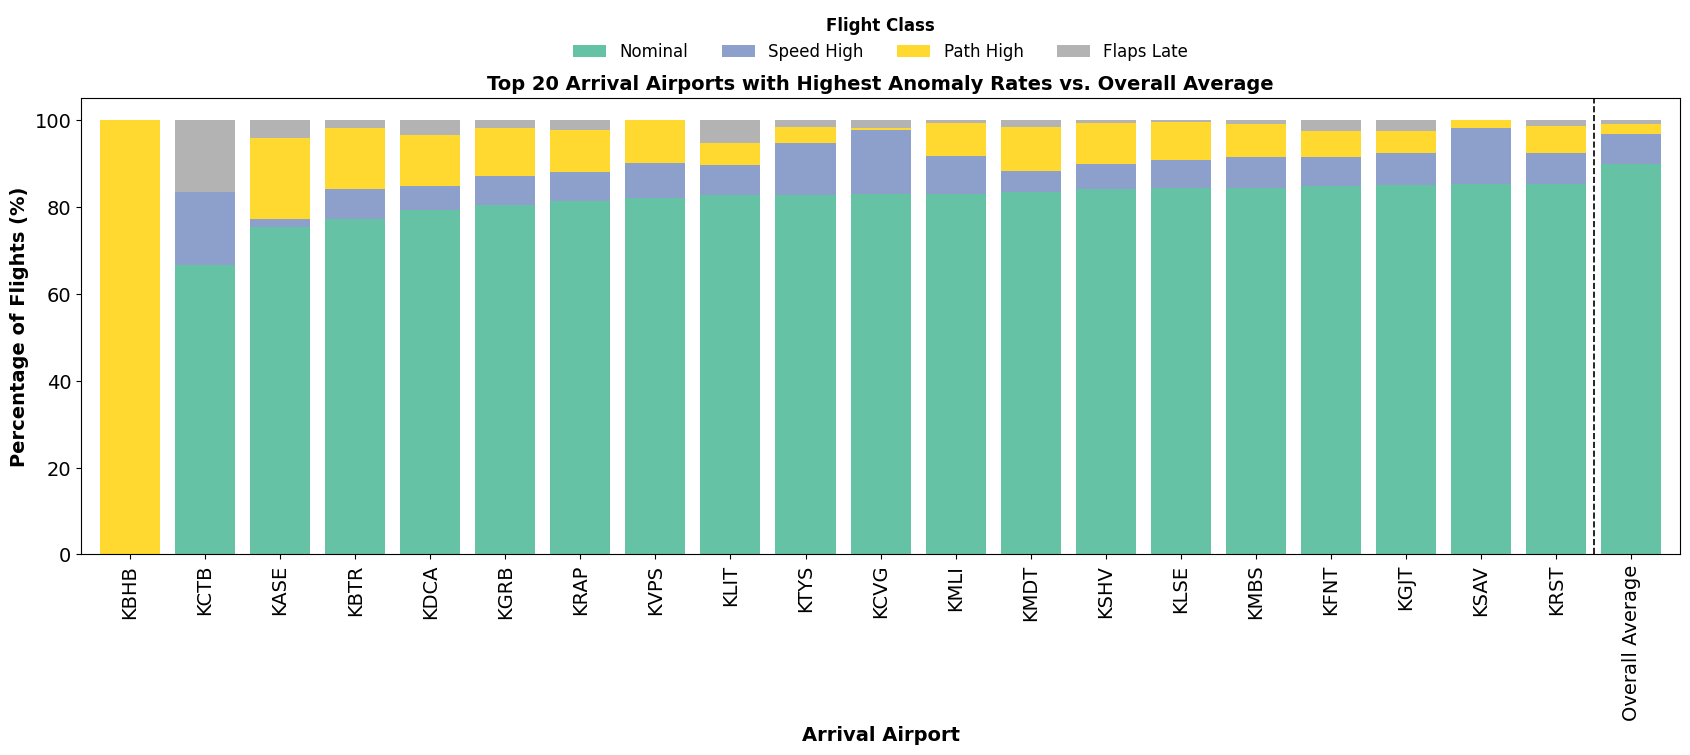 Flight Class
Nominal Speed High Path High Flaps Late
Top 20 Arrival Airports with Highest Anomaly Rates vs. Overall Average
Percentage of Flights (%)
100
80
60
40
20
0
KBHB KCTB KASE KBTR KDCA KGRB KRAP KVPS KLIT KTYS KCVG KMLI KMDT KSHV KLSE KMBS KFNT KGJT KSAV KRST Overall Average
Arrival Airport